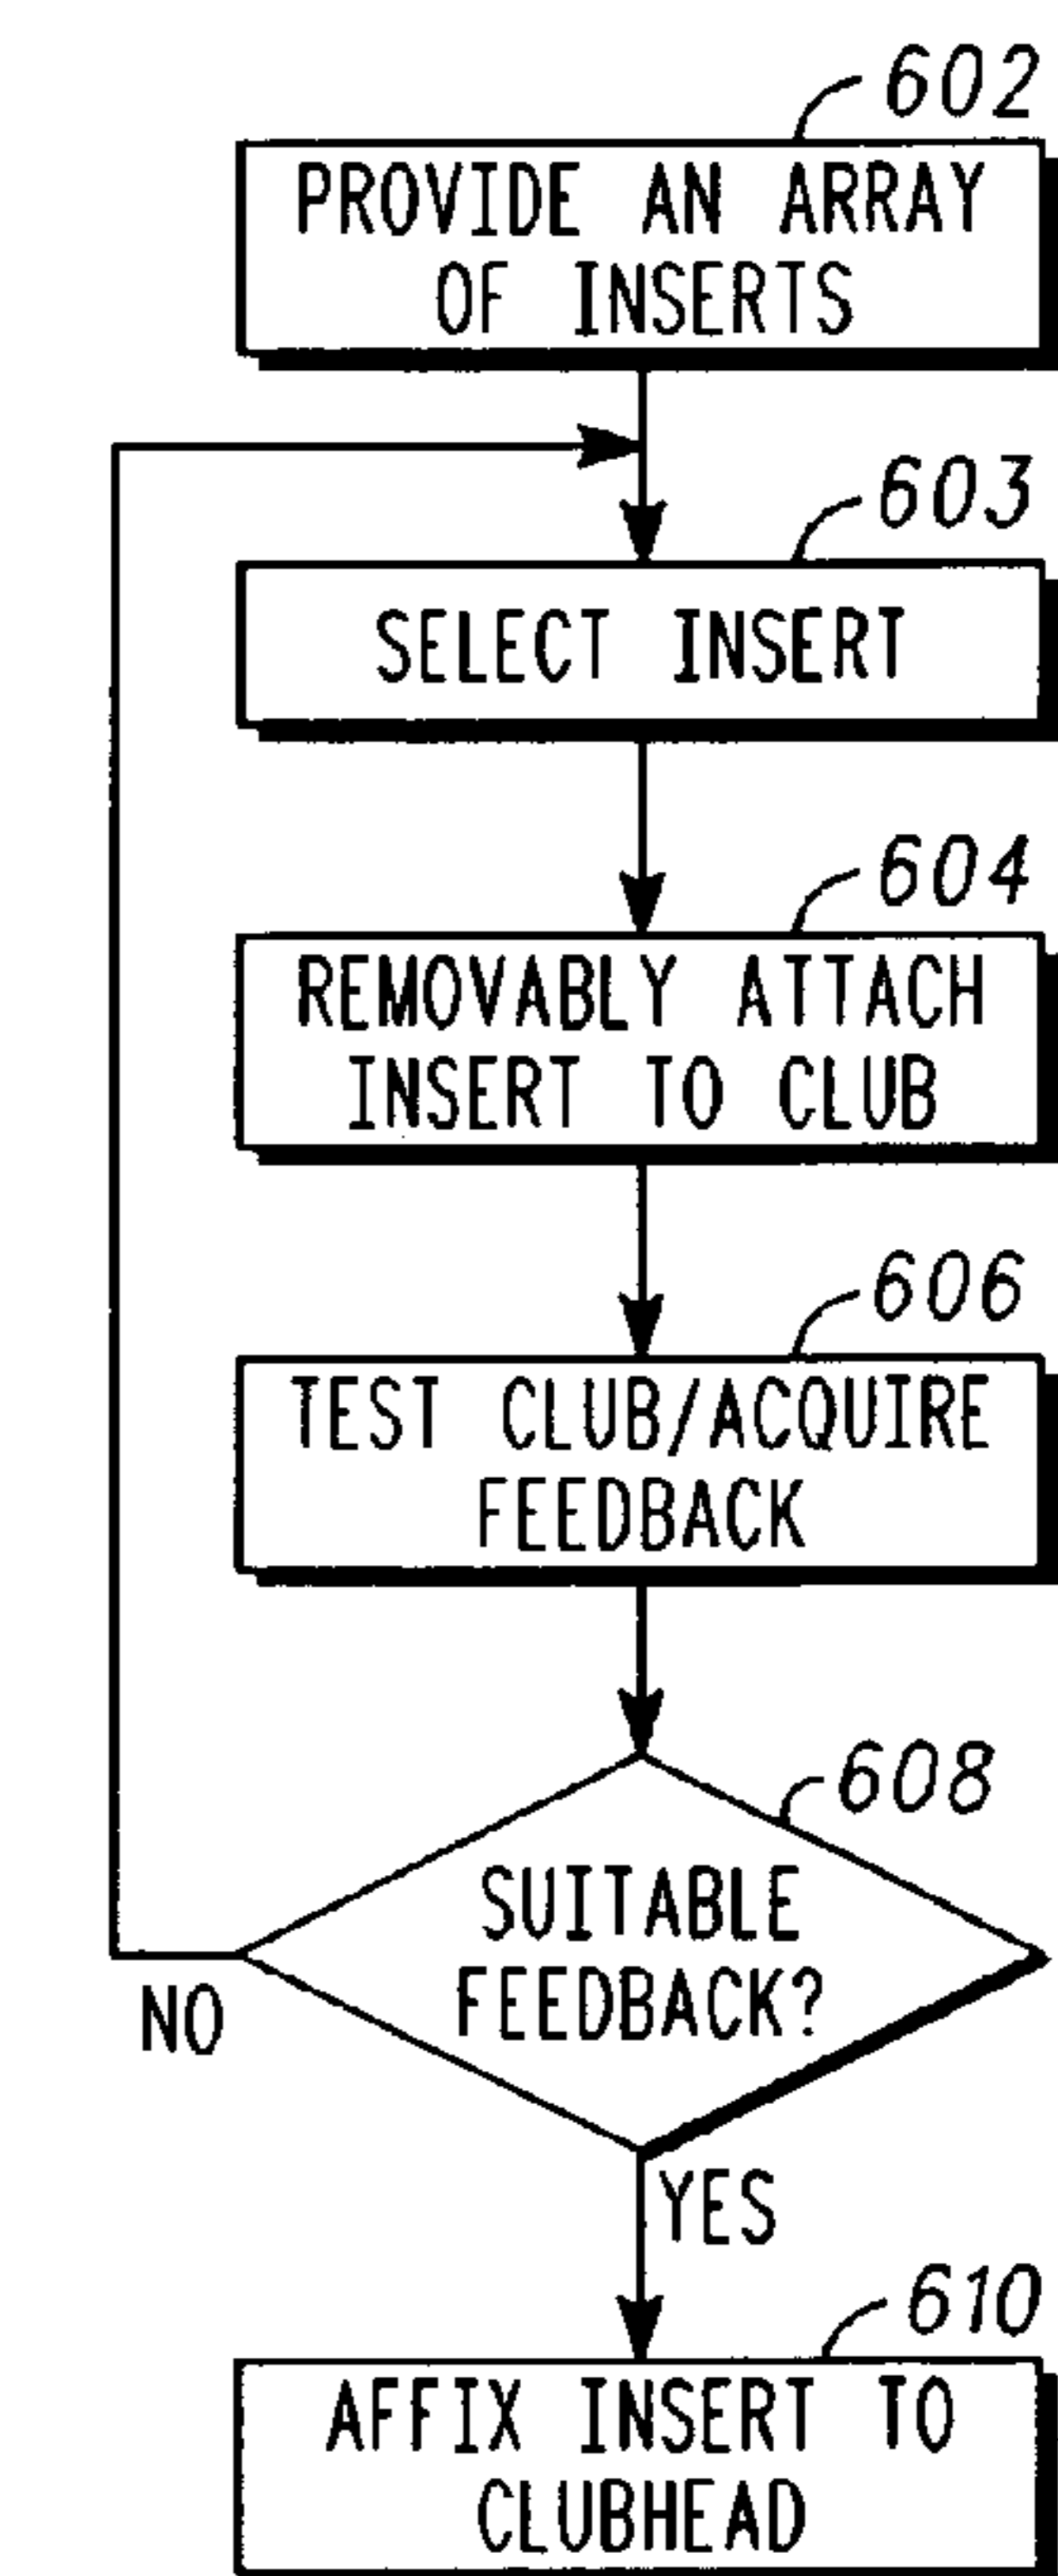 602
PROVIDE AN ARRAY
OF INSERTS
603
SELECT INSERT
604
REMOVABLY ATTACH
INSERT TO CLUB
606
TEST CLUB/ACQUIRE
FEEDBACK
608
SUITABLE
FEEDBACK?
NO
YES
610
AFFIX INSERT TO
CLUBHEAD